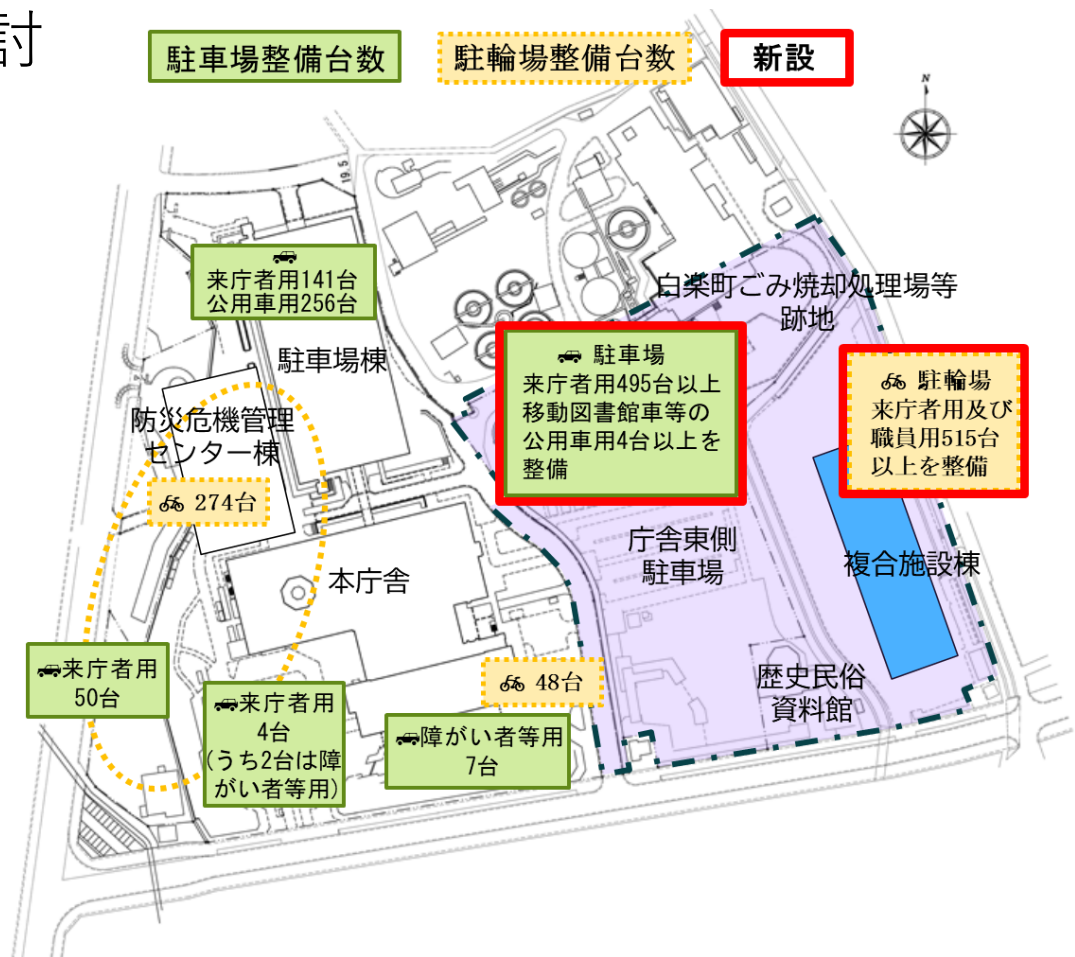 討
駐車場整備台数
駐輪場整備台数
新設
N
19.5
来庁者用141台
公用車用256台
駐車場棟
白楽町ごみ焼却処理場等
跡地
駐車場
来庁者用495台以上
移動図書館車等の
公用車用4台以上を
整備
駐輪場
来庁者用及び
職員用515台
以上を整備
防災危機管理
センター棟
274台
本庁舎
庁舎東側
駐車場
複合施設棟
来庁者用
50台
来庁者用
4台
(うち2台は障
がい者等用)
48台
障がい者等用
7台
歴史民俗
資料館